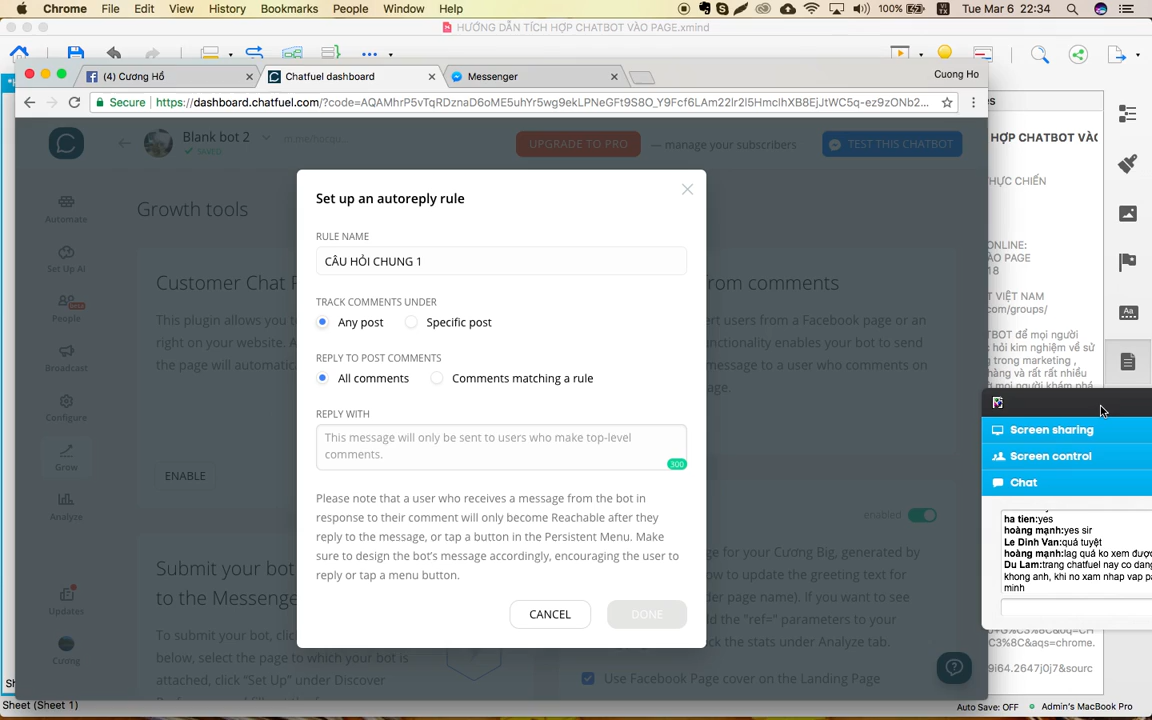 Chrome File Edit View History Bookmarks People Window Help 100% Tue Mar 6 22:34
HƯỚNG DẪN TÍCH HỢP CHATBOT VÀO PAGE.xmind
(4) Cương Hồ Chatfuel dashboard Messenger Cuong Ho
Secure https://dashboard.chatfuel.com/?code=
Blank bot 2 m.me/horqu...
SAVED
UPGRADE TO PRO — manage your subscribers TEST THIS CHATBOT
HỢP CHATBOT VÀO
HỰC CHIẾN
ONLINE:
ÀO PAGE
18
T VIỆT NAM
com/groups/
BOT để mọi người
hỏi kim nghiệm về sử
trong marketing ,
hàng và rất rất nhiều
Automate
Set Up AI
People
Broadcast
Configure
Grow
Analyze
Updates
Cương
Growth tools
Customer Chat P
This plugin allows you t
right on your website. A
the page will automatic
ENABLE
Submit your bot
to the Messenge
To submit your bot, clic
below, select the page to which your bot is
attached, click “Set Up” under Discover
Set up an autoreply rule
RULE NAME
CÂU HỎI CHUNG 1
TRACK COMMENTS UNDER
Any post Specific post
REPLY TO POST COMMENTS
All comments Comments matching a rule
REPLY WITH
This message will only be sent to users who make top-level
comments.
300
Please note that a user who receives a message from the bot in
response to their comment will only become Reachable after they
reply to the message, or tap a button in the Persistent Menu. Make
sure to design the bot's message accordingly, encouraging the user to
reply or tap a menu button.
CANCEL DONE
rom comments
ert users from a Facebook page or an
nctionality enables your bot to send
message to a user who comments on
ge.
enabled
ge for your Cương Big, generated by
ow to update the greeting text for
er page name). If you want to see
d the "ref=" parameters to your
ck the stats under Analyze tab.
Use Facebook Page cover on the Landing Page
Screen sharing
Screen control
Chat
ha tien:yes
hoàng mạnh:yes sir
Le Dinh Van:quá tuyệt
hoàng mạnh:lag quá ko xem được
Du Lam:trang chatfuel nay co dang
khong anh, khi no xam nhap vap pa
minh
C3%8C&aqs=chrome.
9i64.2647j0j7&sourc
Sheet (Sheet 1) Auto Save: OFF Admin's MacBook Pro